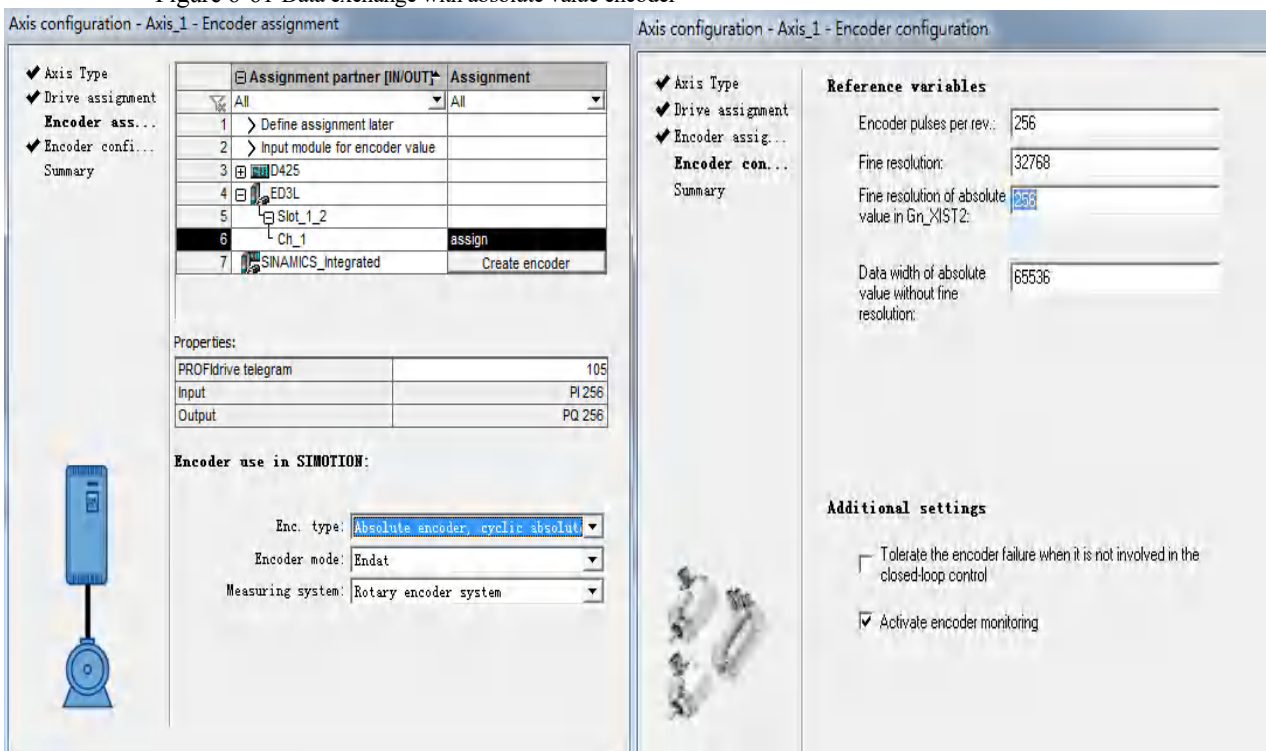 Figure 6-61 Data exchange with absolute value encoder
Axis configuration - Axis_1 - Encoder assignment
Axis Type
Drive assignment
Encoder ass...
Encoder confi...
Summary
Assignment partner [IN/OUT] Assignment
All All
1 Define assignment later
2 Input module for encoder value
3 D425
4 ED3L
5 Slot_1_2
6 Ch_1 assign
7 SINAMICS_Integrated Create encoder
Properties:
PROFIdrive telegram 105
Input PI 256
Output PQ 256
Encoder use in SIMOTION:
Enc. type: Absolute encoder, cyclic absolut
Encoder mode: Endat
Measuring system: Rotary encoder system
Axis configuration - Axis_1 - Encoder configuration
Axis Type
Drive assignment
Encoder assig...
Encoder con...
Summary
Reference variables
Encoder pulses per rev.: 256
Fine resolution: 32768
Fine resolution of absolute 256
value in Gn_XIST2:
Data width of absolute 65536
value without fine
resolution:
Additional settings
Tolerate the encoder failure when it is not involved in the
closed-loop control
Activate encoder monitoring